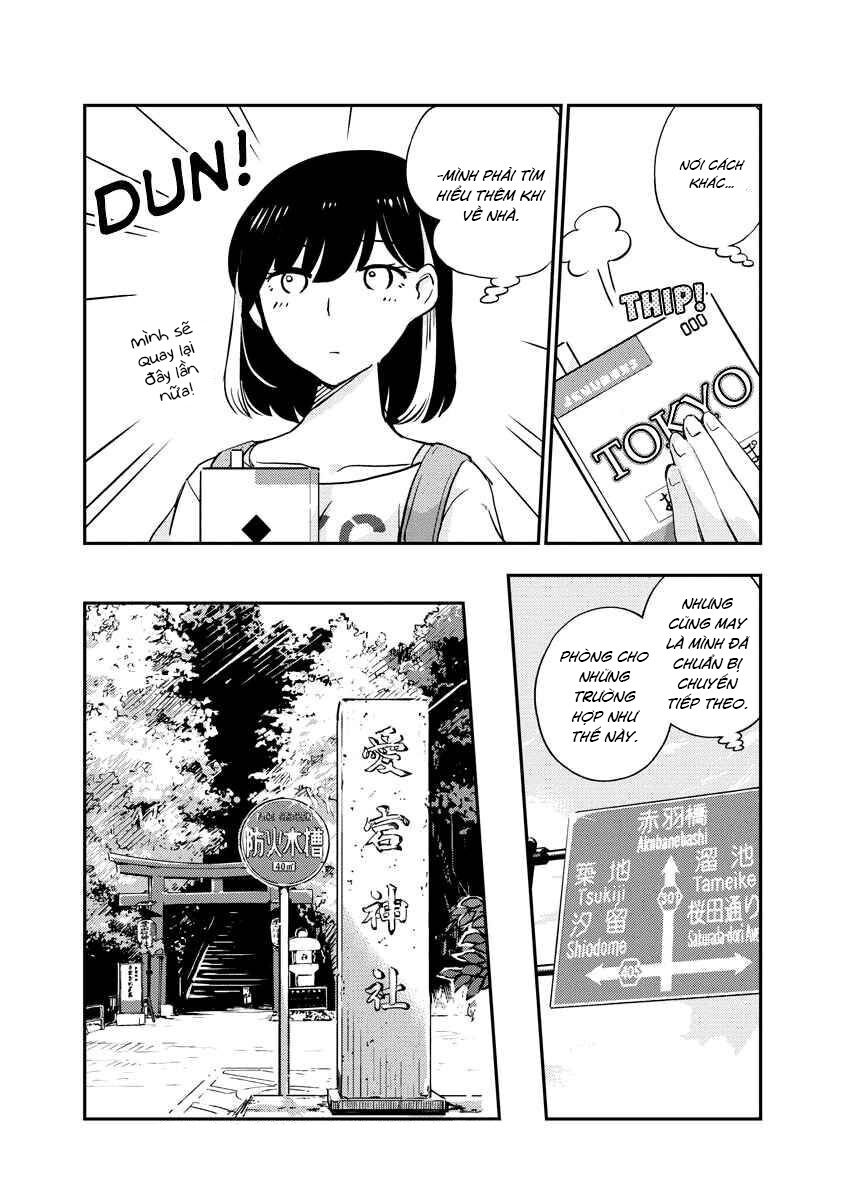 NƠI CÁCH
KHÁC...
THIP!
TOKYO
-MÌNH PHẢI TÌM
HIỂU THÊM KHI
VỀ NHÀ.
DUN!
mình sẽ
quay lại
đây lần
nữa!
NHƯNG
CŨNG MAY
LÀ MÌNH ĐÃ
CHUẨN BỊ
CHUYẾN
TIẾP THEO.
PHÒNG CHO
NHỮNG
TRƯỜNG
HỢP NHƯ
THẾ NÀY.
赤羽橋
Akabanebashi
築地
Tsukiji
汐留
Shiodome
溜池
Tameike
桜田通り
Sakurada-dori Ave
301
405
愛宕神社
防火水槽
40㎥